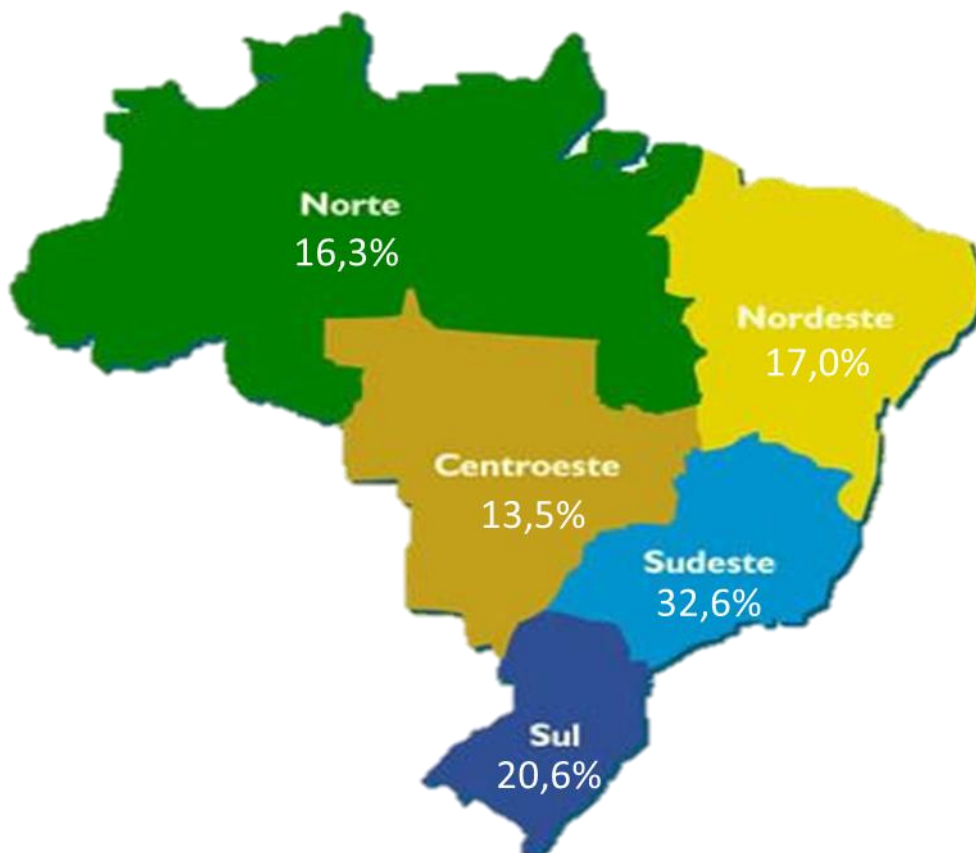 Norte
16,3%
Nordeste
17,0%
Centroeste
13,5%
Sudeste
32,6%
Sul
20,6%